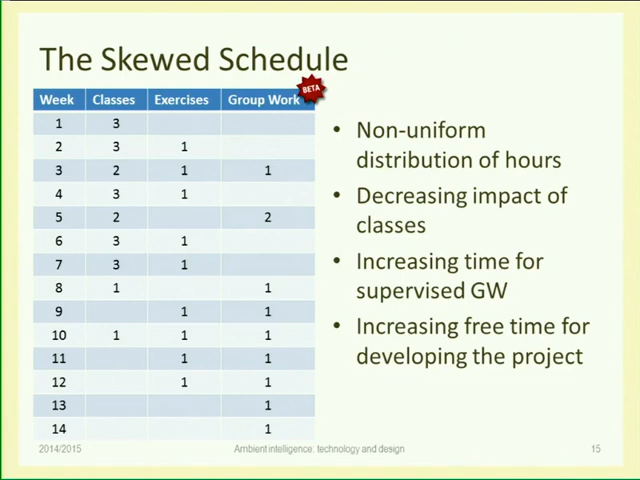 The Skewed Schedule
BETA
Week Classes Exercises Group Work
1 3
2 3 1
3 2 1 1
4 3 1
5 2 2
6 3 1
7 3 1
8 1 1
9 1 1
10 1 1 1
11 1 1
12 1 1
13 1
14 1
• Non-uniform
distribution of hours
• Decreasing impact of
classes
• Increasing time for
supervised GW
• Increasing free time for
developing the project
2014/2015 Ambient intelligence: technology and design 15